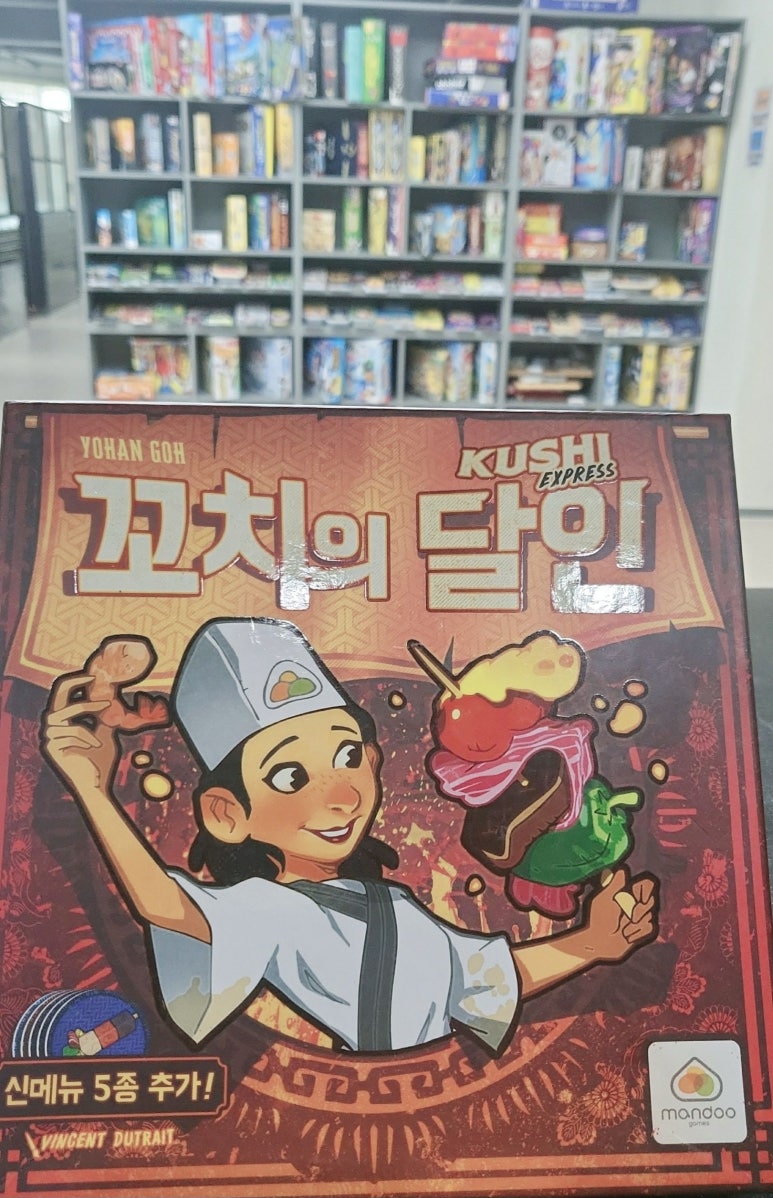 YOHAN GOH
KUSHI
EXPRESS
꼬치의 달인
신메뉴 5종 추가!
VINCENT DUTRAIT
mandoo
games